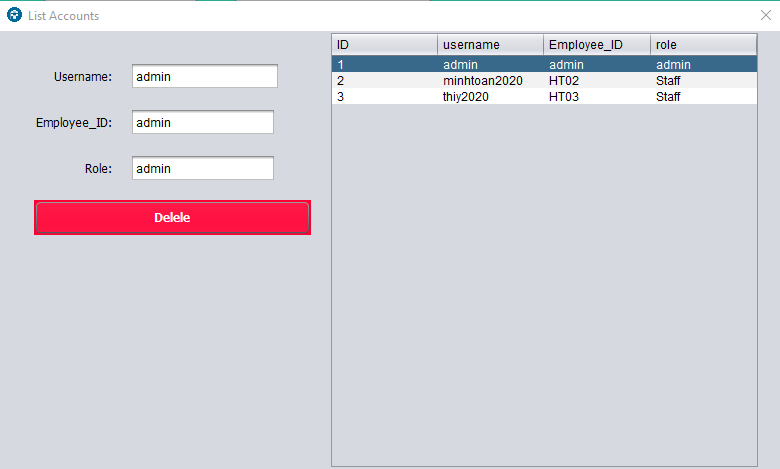 List Accounts
Username: admin
Employee_ID: admin
Role: admin
Delele
ID username Employee_ID role
1 admin admin admin
2 minhtoan2020 HT02 Staff
3 thiy2020 HT03 Staff